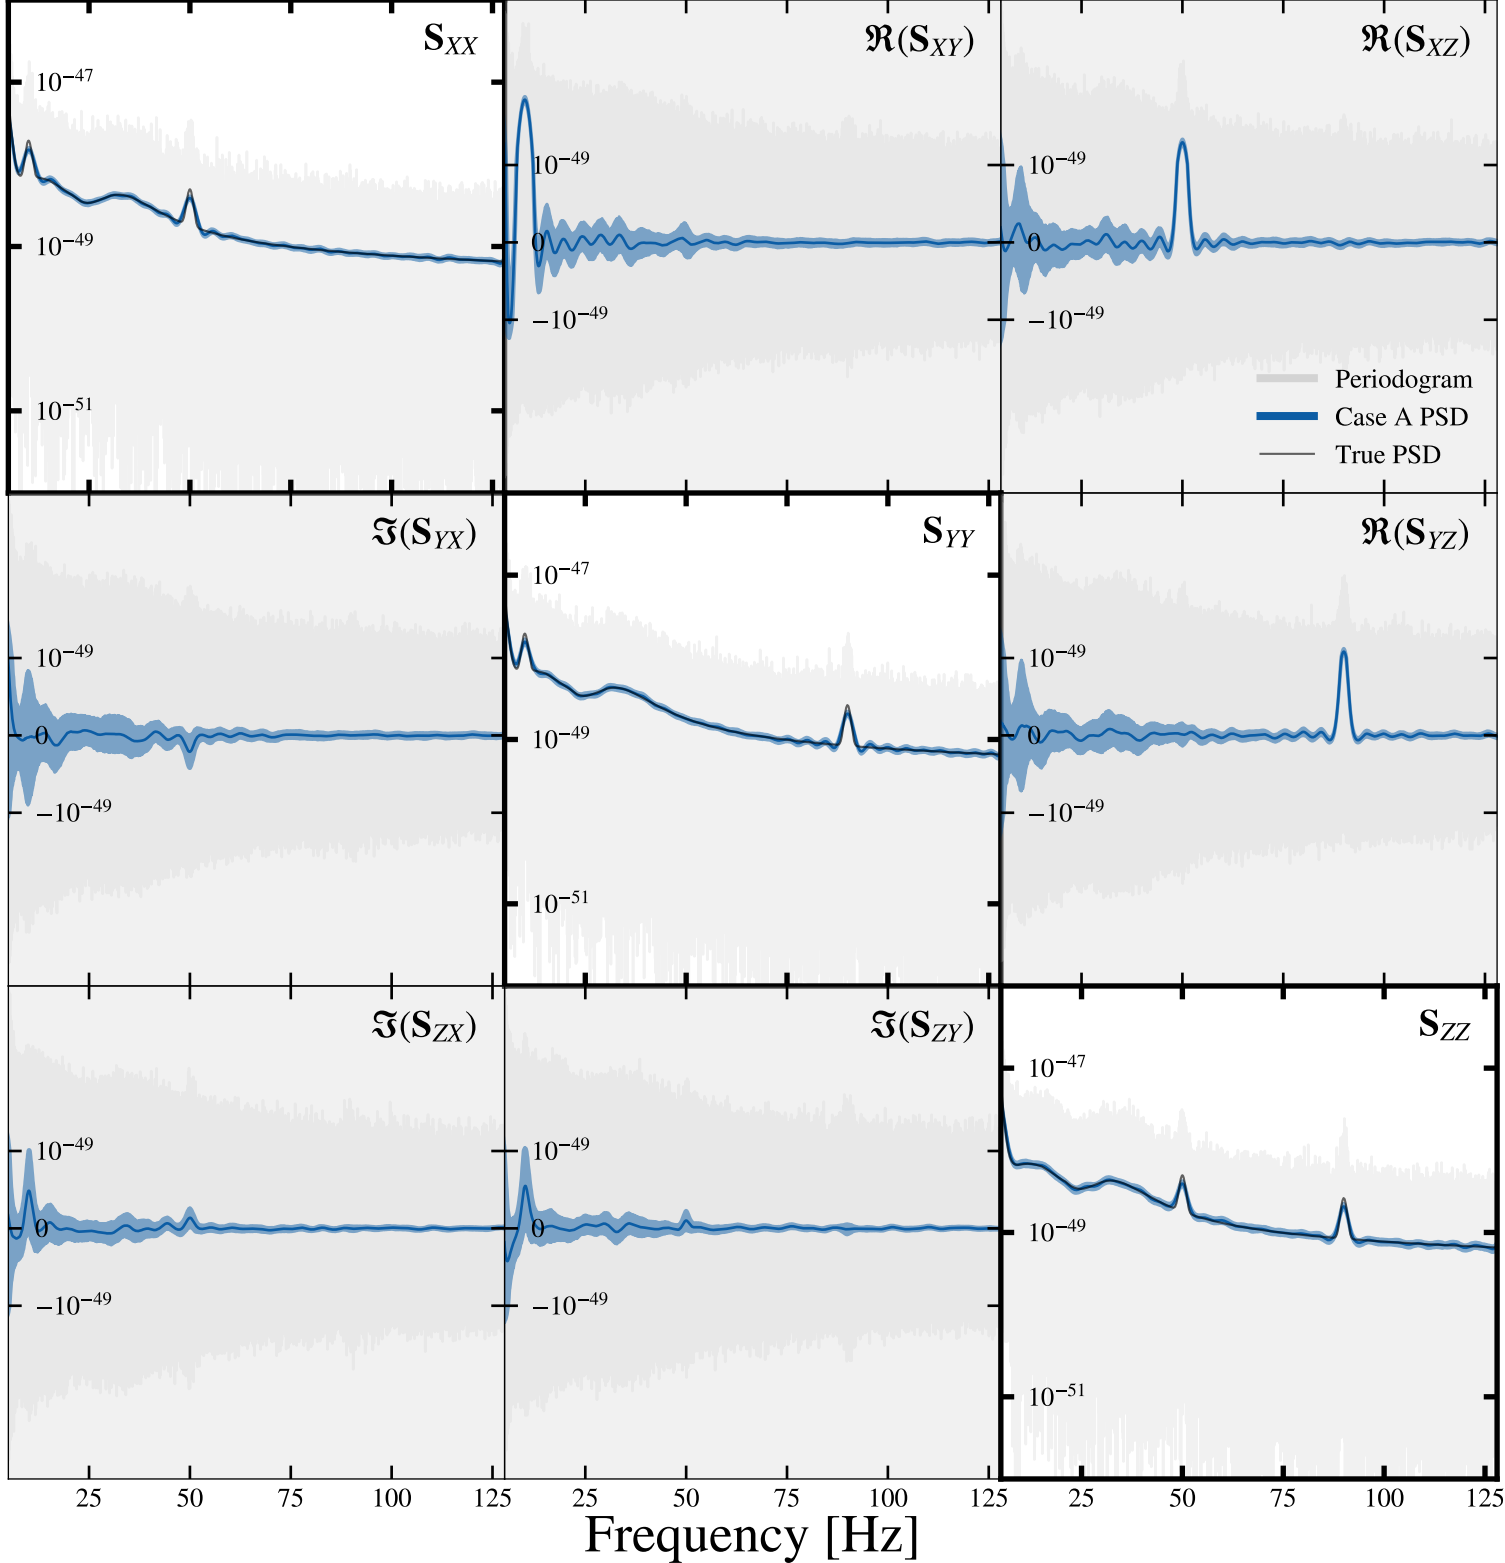 S_XX
10^−47
10^−49
10^−51
ℜ(S_XY)
10^−49
0
−10^−49
ℜ(S_XZ)
10^−49
0
−10^−49
Periodogram
Case A PSD
True PSD
ℑ(S_YX)
10^−49
0
−10^−49
S_YY
10^−47
10^−49
10^−51
ℜ(S_YZ)
10^−49
0
−10^−49
ℑ(S_ZX)
10^−49
0
−10^−49
ℑ(S_ZY)
10^−49
0
−10^−49
S_ZZ
10^−47
10^−49
10^−51
25 50 75 100 125 25 50 75 100 125 25 50 75 100 125
Frequency [Hz]